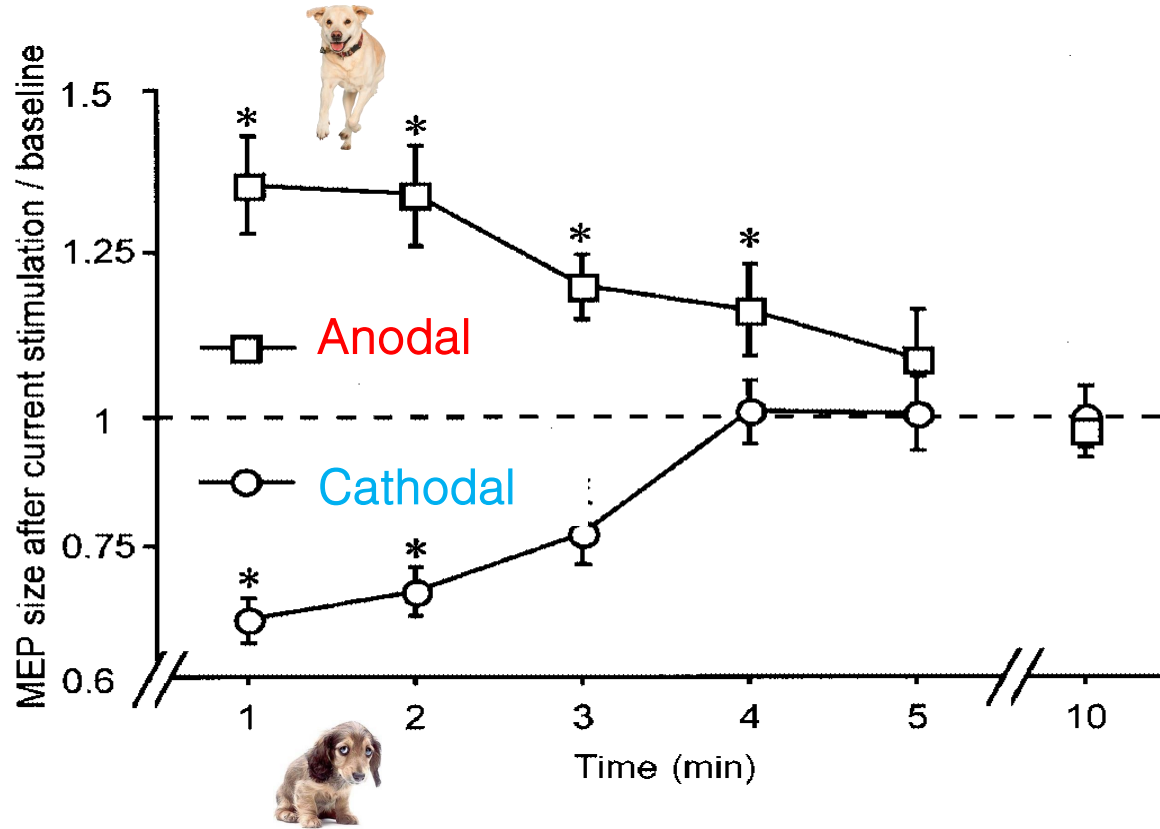 MEP size after current stimulation / baseline
1.5
*
*
1.25
*
*
Anodal
1
Cathodal
0.75
*
*
0.6
1 2 3 4 5 10
Time (min)